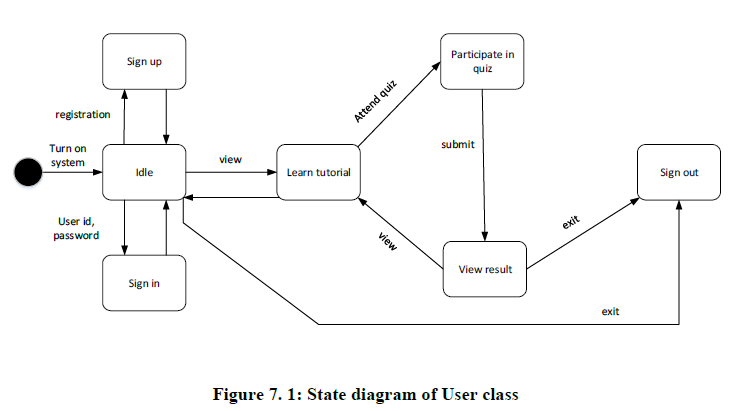 Sign up
Participate in
quiz
Attend quiz
registration
Turn on
system
Idle
view
Learn tutorial
submit
Sign out
User id,
password
view
exit
Sign in
View result
exit
Figure 7. 1: State diagram of User class